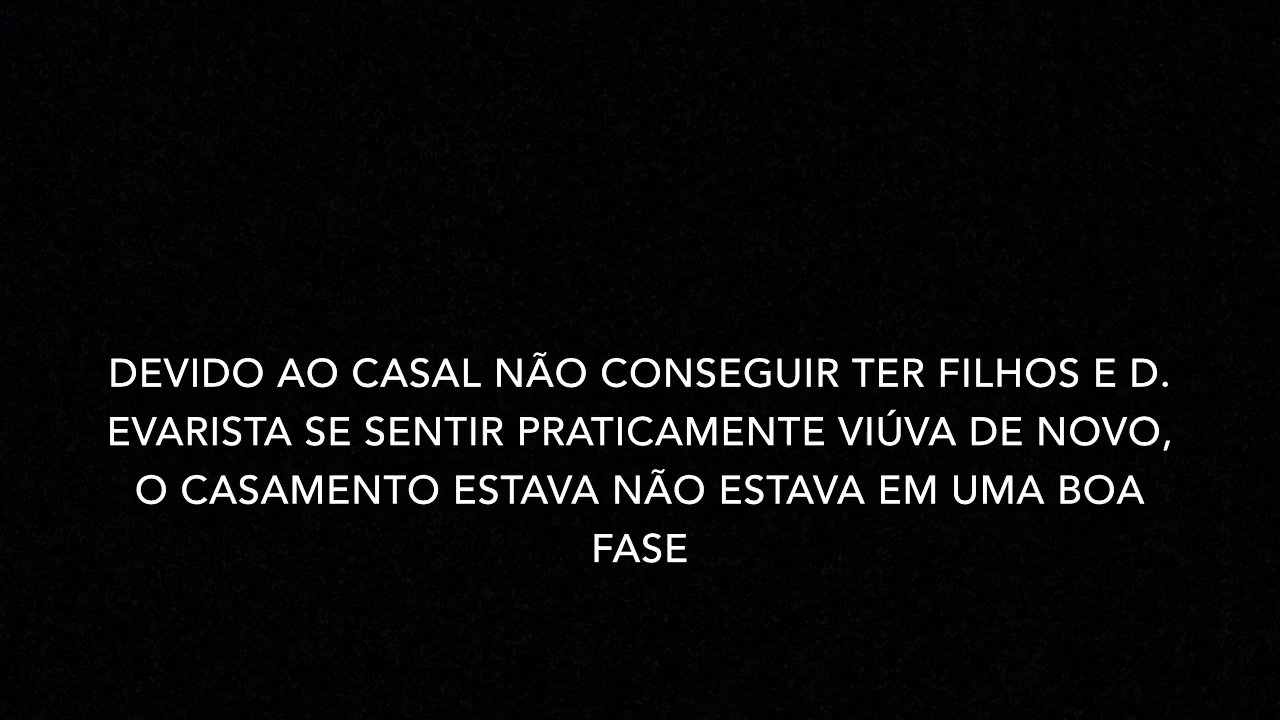 DEVIDO AO CASAL NÃO CONSEGUIR TER FILHOS E D.
EVARISTA SE SENTIR PRATICAMENTE VIÚVA DE NOVO,
O CASAMENTO ESTAVA NÃO ESTAVA EM UMA BOA
FASE